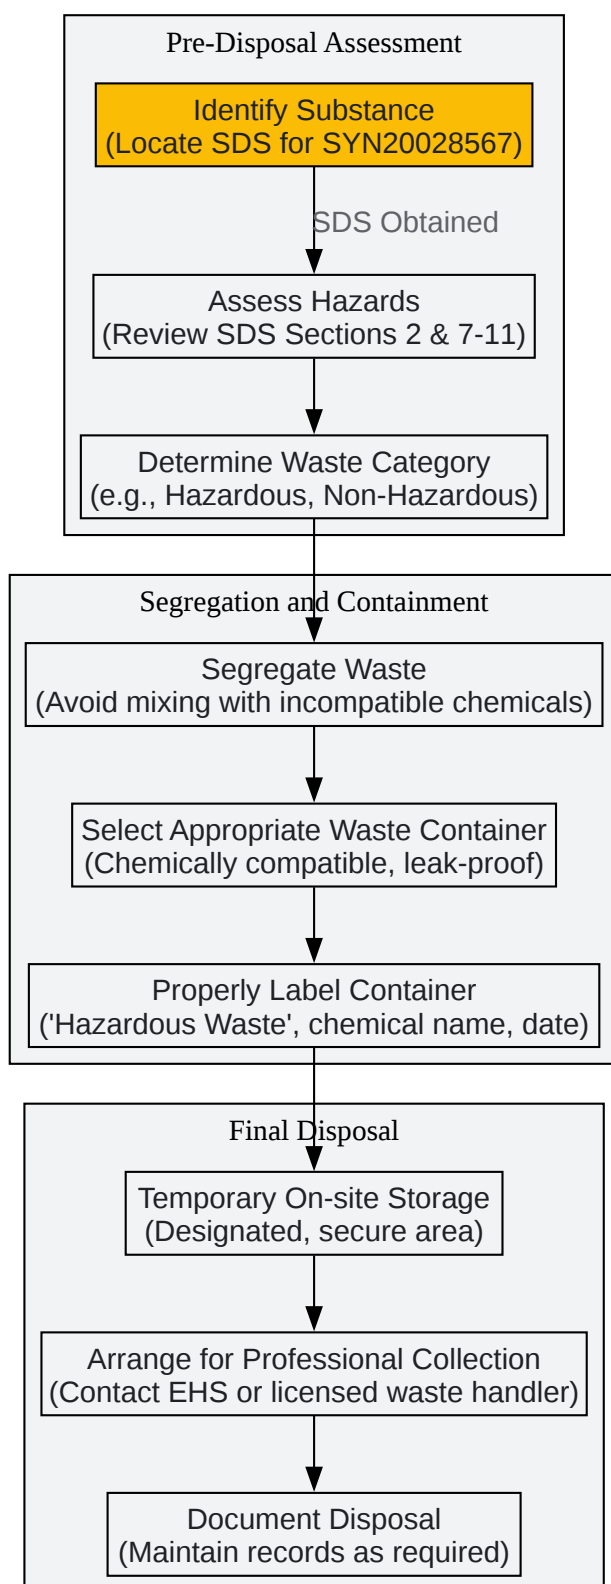 Pre-Disposal Assessment
Identify Substance
(Locate SDS for SYN20028567)
SDS Obtained
Assess Hazards
(Review SDS Sections 2 & 7-11)
Determine Waste Category
(e.g., Hazardous, Non-Hazardous)
Segregation and Containment
Segregate Waste
(Avoid mixing with incompatible chemicals)
Select Appropriate Waste Container
(Chemically compatible, leak-proof)
Properly Label Container
('Hazardous Waste', chemical name, date)
Final Disposal
Temporary On-site Storage
(Designated, secure area)
Arrange for Professional Collection
(Contact EHS or licensed waste handler)
Document Disposal
(Maintain records as required)